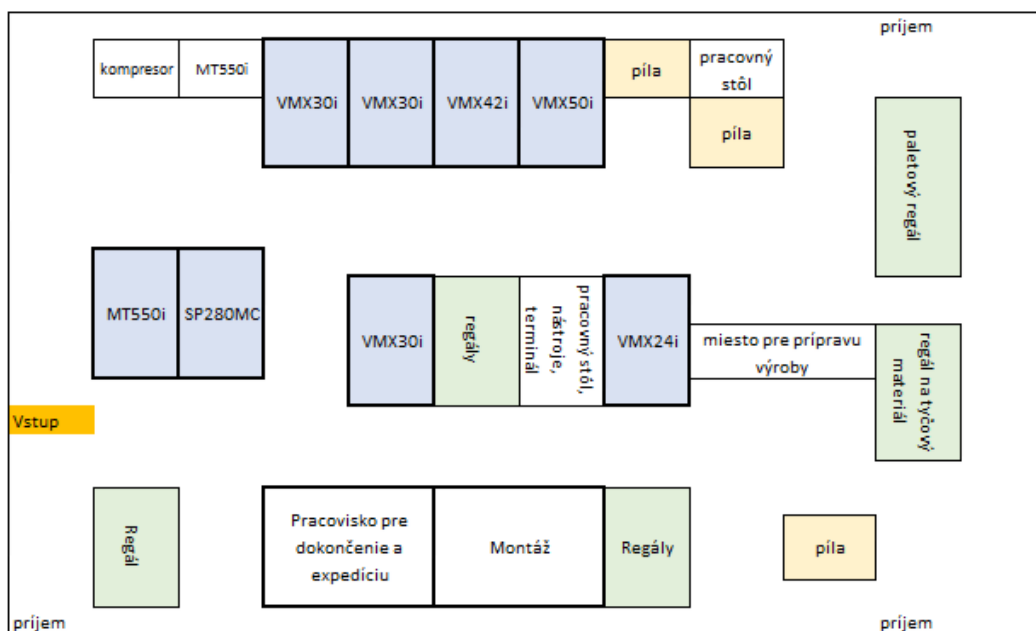 príjem
kompresor
MT550i
VMX30i
VMX30i
VMX42i
VMX50i
píla
pracovný
stôl
píla
paletový regál
MT550i
SP280MC
VMX30i
regály
pracovný stôl,
nástroje,
terminál
VMX24i
miesto pre prípravu
výroby
regál na tyčový
materiál
Vstup
Regál
Pracovisko pre
dokončenie a
expedíciu
Montáž
Regály
píla
príjem
príjem